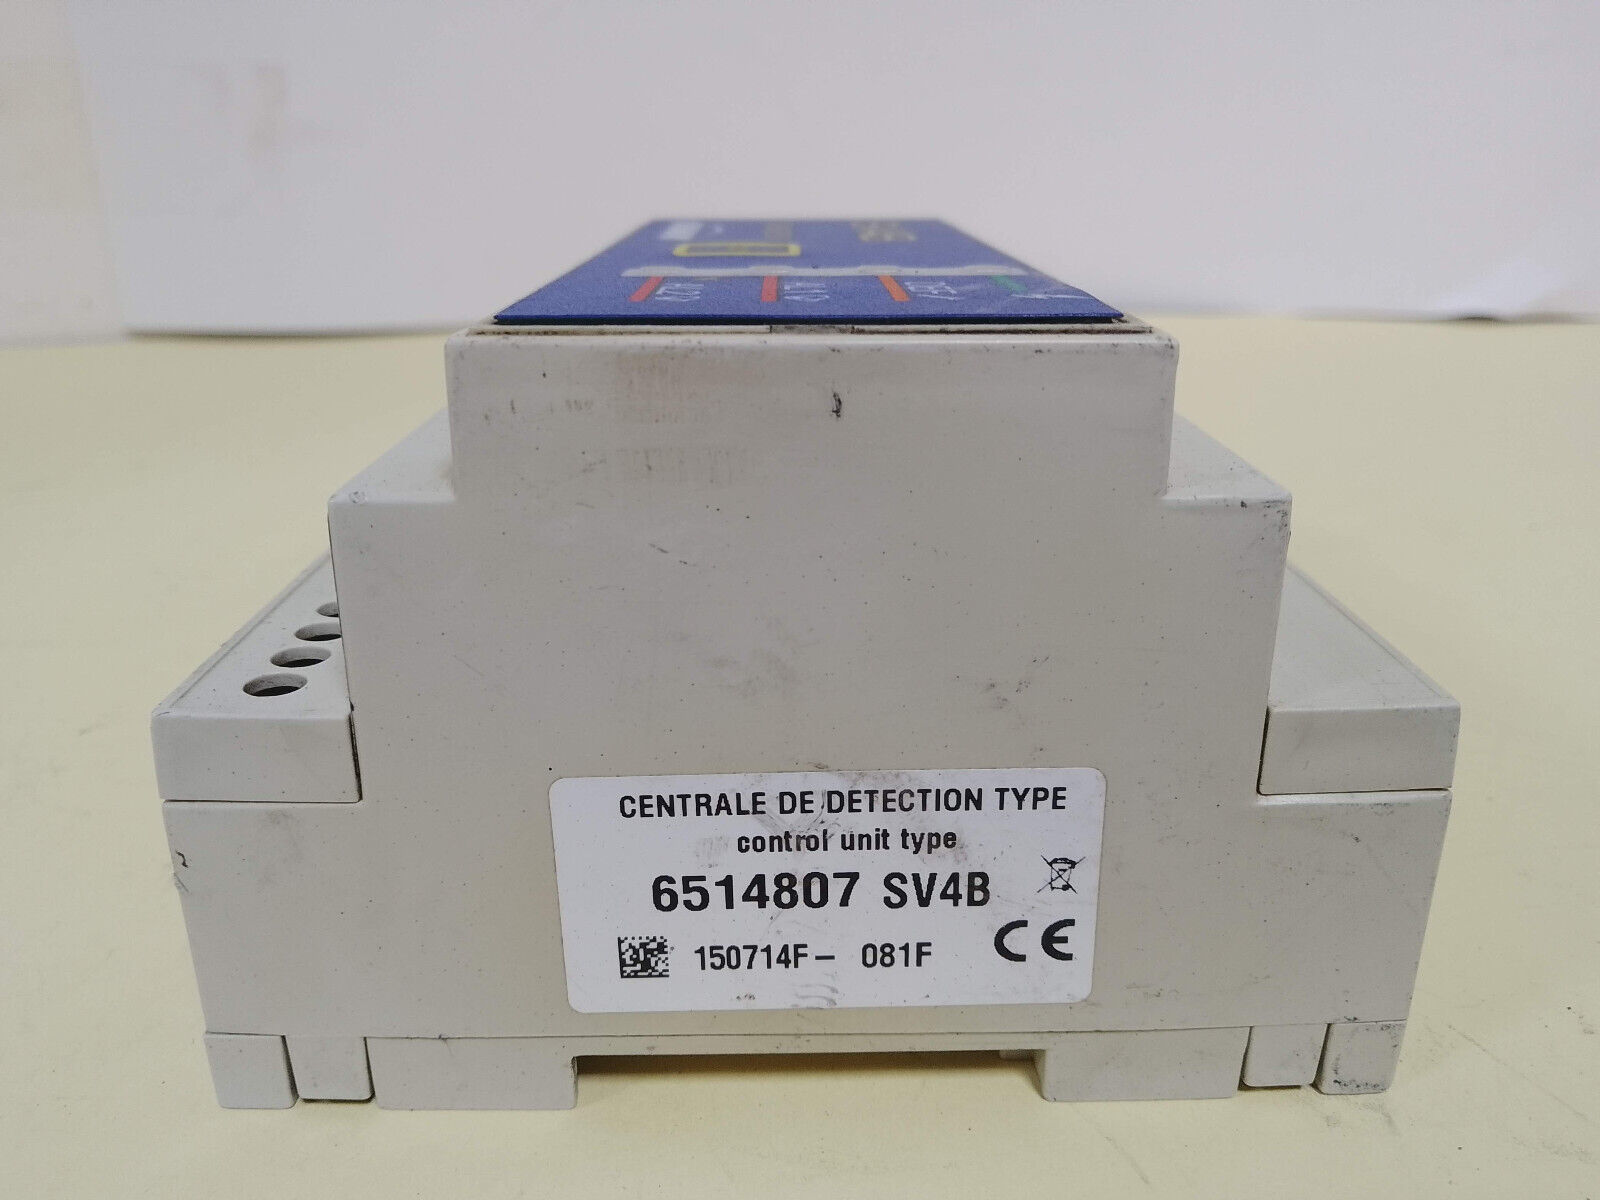 CENTRALE DE DETECTION TYPE
control unit type
6514807 SV4B
150714F- 081F
CE